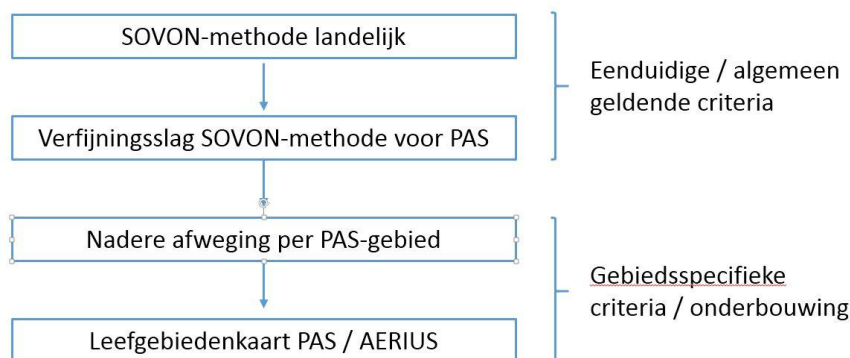 SOVON-methode landelijk
Verfijningsslag SOVON-methode voor PAS
Eenduidige / algemeen
geldende criteria
Nadere afweging per PAS-gebied
Leefgebiedenkaart PAS / AERIUS
Gebiedsspecifieke
criteria / onderbouwing